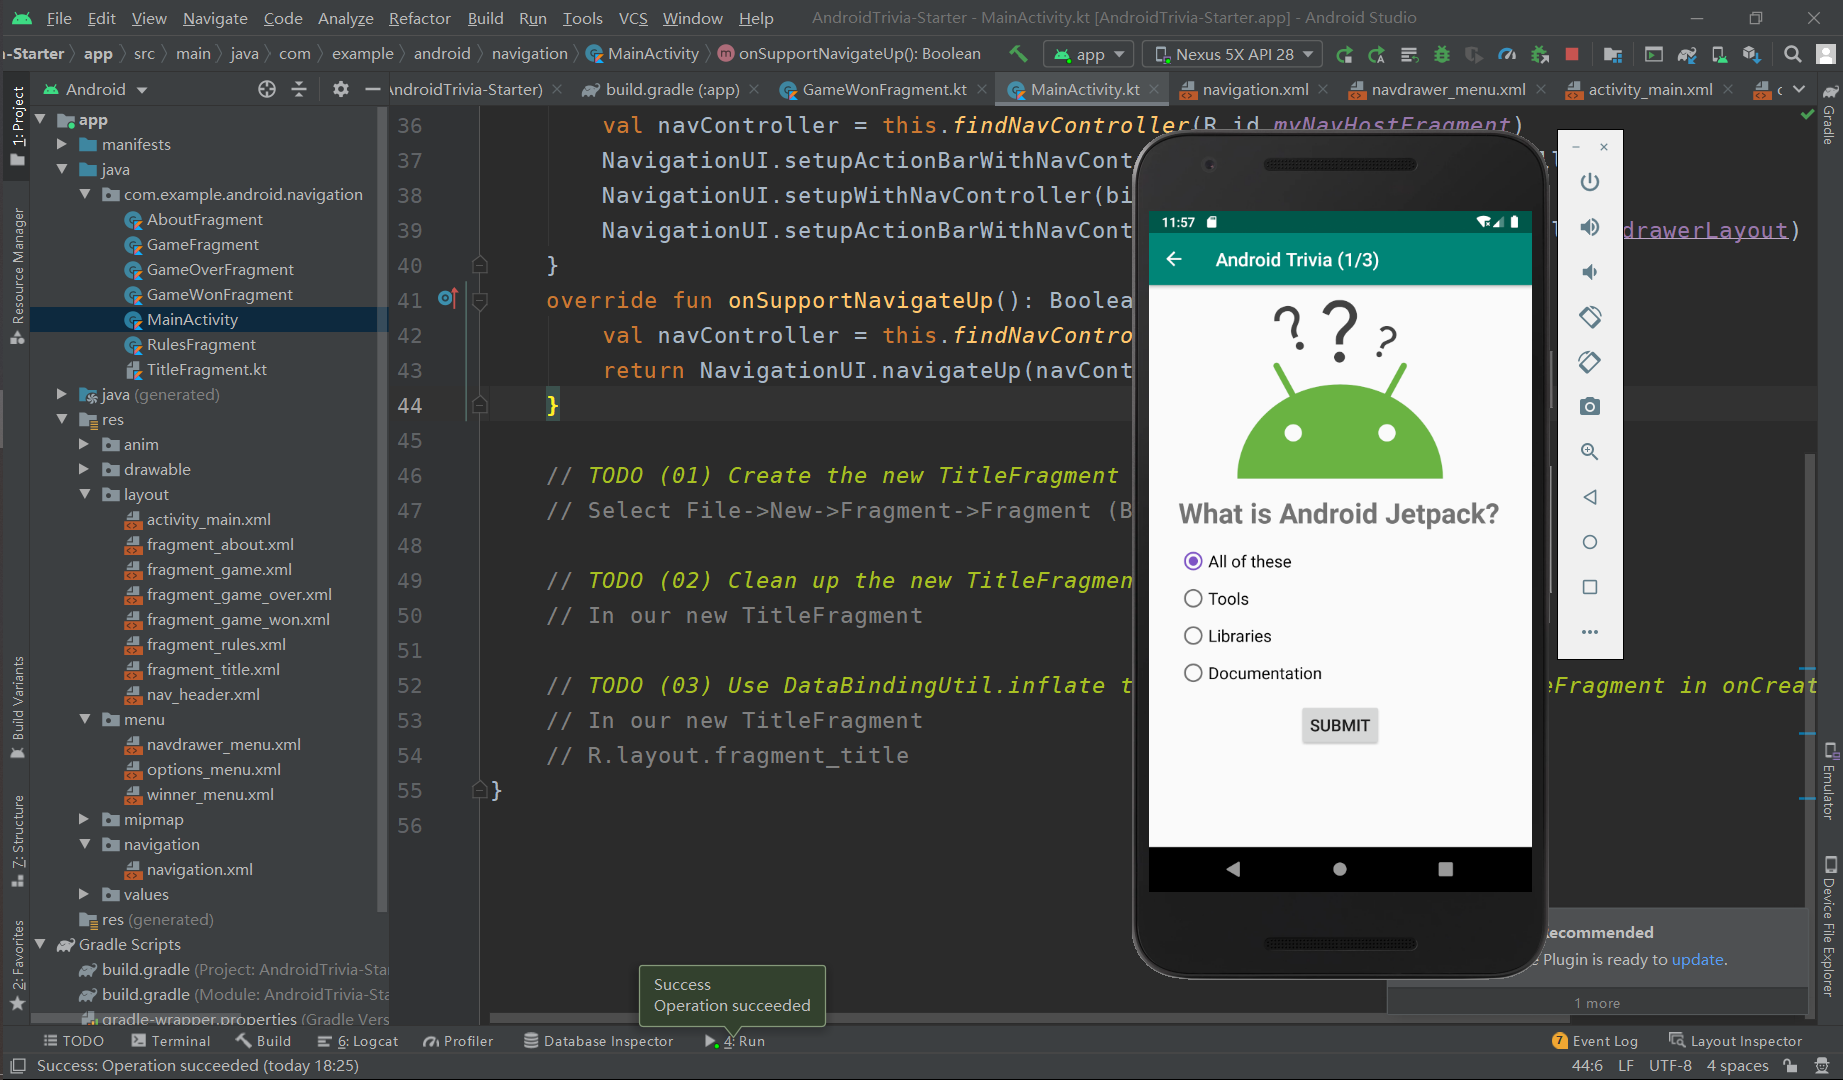 File Edit View Navigate Code Analyze Refactor Build Run Tools VCS Window Help AndroidTrivia-Starter - MainActivity.kt [AndroidTrivia-Starter.app] - Android Studio
-Starter app src main java com example android navigation MainActivity onSupportNavigateUp(): Boolean app Nexus 5X API 28
Android
AndroidTrivia-Starter) build.gradle (:app) GameWonFragment.kt MainActivity.kt navigation.xml navdrawer_menu.xml activity_main.xml
1: Project
Resource Manager
Build Variants
7: Structure
2: Favorites
app
manifests
java
com.example.android.navigation
AboutFragment
GameFragment
GameOverFragment
GameWonFragment
MainActivity
RulesFragment
TitleFragment.kt
java (generated)
res
anim
drawable
layout
activity_main.xml
fragment_about.xml
fragment_game.xml
fragment_game_over.xml
fragment_game_won.xml
fragment_rules.xml
fragment_title.xml
nav_header.xml
menu
navdrawer_menu.xml
options_menu.xml
winner_menu.xml
mipmap
navigation
navigation.xml
values
res (generated)
Gradle Scripts
build.gradle (Project: AndroidTrivia-Sta
build.gradle (Module: AndroidTrivia-Sta
gradle-wrapper.properties (Gradle Vers
36 val navController = this.findNavController(R.id.myNavHostFragment)
37 NavigationUI.setupActionBarWithNavCont
38 NavigationUI.setupWithNavController(bi
39 NavigationUI.setupActionBarWithNavCont drawerLayout)
40 }
41 override fun onSupportNavigateUp(): Boolea
42 val navController = this.findNavContro
43 return NavigationUI.navigateUp(navCont
44 }
45
46 // TODO (01) Create the new TitleFragment
47 // Select File->New->Fragment->Fragment (B
48
49 // TODO (02) Clean up the new TitleFragmen
50 // In our new TitleFragment
51
52 // TODO (03) Use DataBindingUtil.inflate t eFragment in onCreat
53 // In our new TitleFragment
54 // R.layout.fragment_title
55 }
56
11:57
Android Trivia (1/3)
? ? ?
What is Android Jetpack?
All of these
Tools
Libraries
Documentation
SUBMIT
Gradle
Emulator
Device File Explorer
ecommended
Plugin is ready to update.
1 more
Success
Operation succeeded
TODO Terminal Build 6: Logcat Profiler Database Inspector 4: Run 7 Event Log Layout Inspector
Success: Operation succeeded (today 18:25) 44:6 LF UTF-8 4 spaces